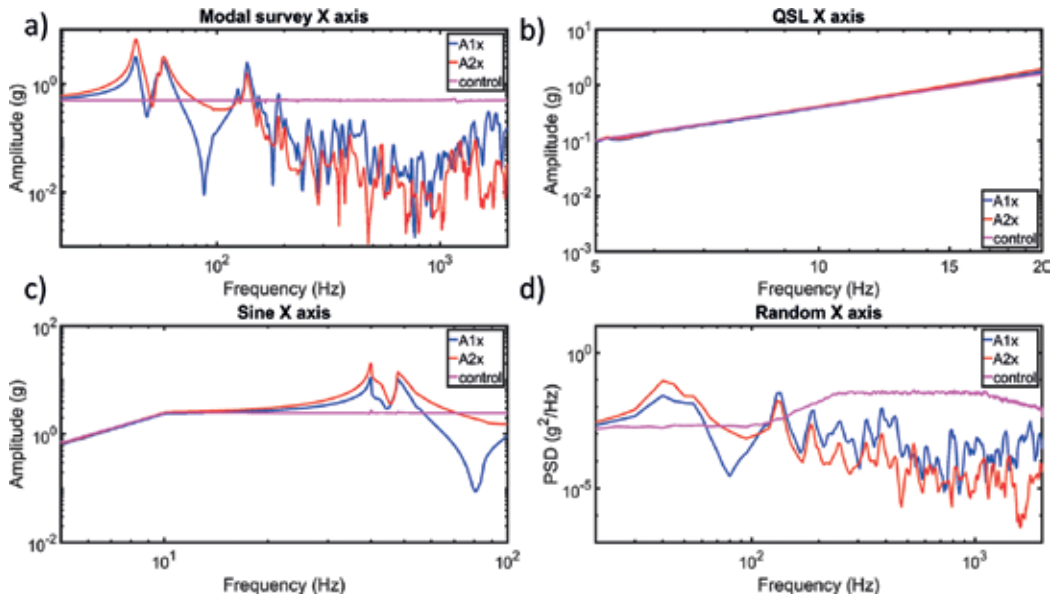 a)
Modal survey X axis
A1x
A2x
control
10^0
10^-2
Amplitude (g)
10^2
10^3
Frequency (Hz)
b)
QSL X axis
10^1
10^0
10^-1
10^-2
10^-3
Amplitude (g)
A1x
A2x
control
5
10
15
20
Frequency (Hz)
c)
Sine X axis
A1x
A2x
control
10^2
10^0
10^-2
Amplitude (g)
10^1
10^2
Frequency (Hz)
d)
Random X axis
A1x
A2x
control
10^0
10^-5
PSD (g^2/Hz)
10^2
10^3
Frequency (Hz)